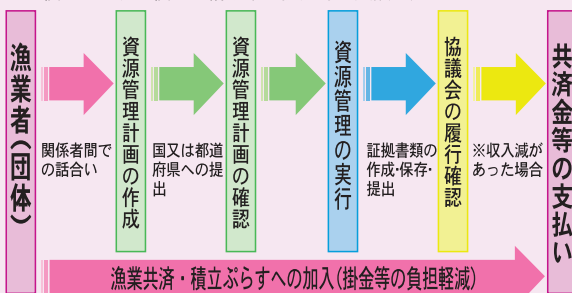 漁業者(団体)
関係者間で
の話合い
資源管理計画の作成
国又は都道
府県への提
出
資源管理計画の確認
資源管理の実行
証拠書類の
作成・保存・
提出
協議会の履行確認
※収入減が
あった場合
共済金等の支払い
漁業共済・積立ぷらすへの加入(掛金等の負担軽減)